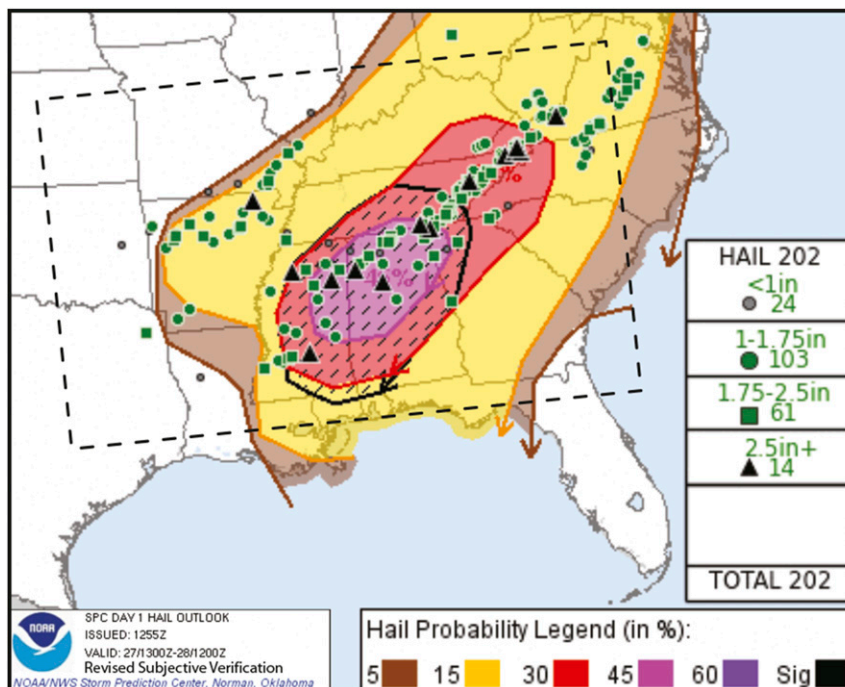 %
4 %
HAIL 202
<1in
24
1-1.75in
103
1.75-2.5in
61
2.5in+
14
TOTAL 202
NOAA
SPC DAY 1 HAIL OUTLOOK
ISSUED: 1255Z
VALID: 27/1300Z-28/1200Z
Revised Subjective Verification
NOAA/NWS Storm Prediction Center, Norman, Oklahoma
Hail Probability Legend (in %):
5 15 30 45 60 Sig